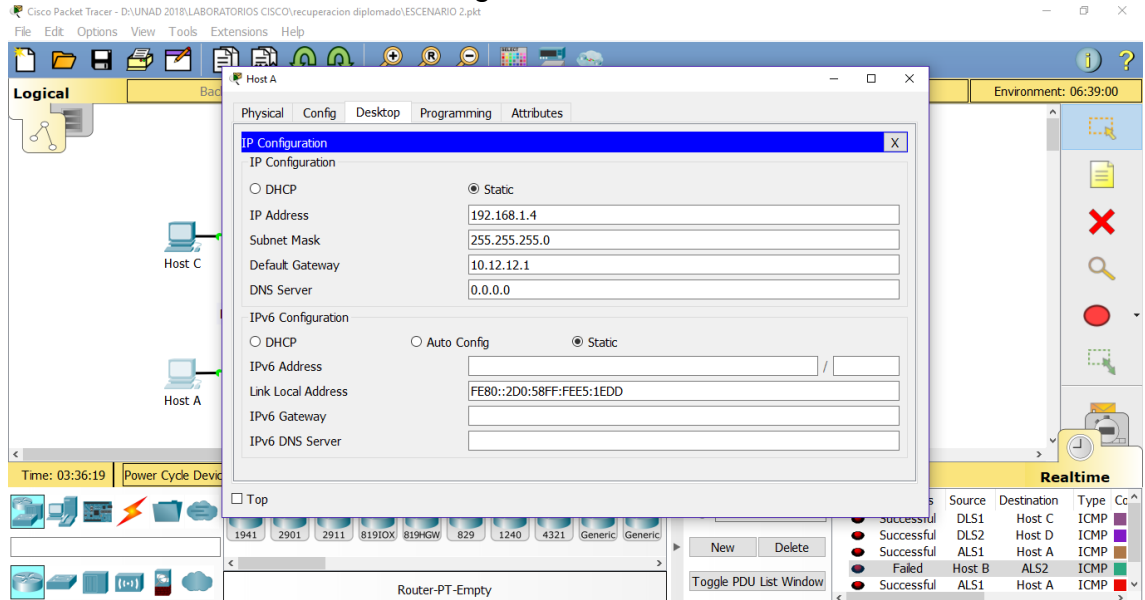 Cisco Packet Tracer - D:\UNAD 2018\LABORATORIOS CISCO\recuperacion diplomado\ESCENARIO 2.pkt
File Edit Options View Tools Extensions Help
Host A
Logical
Environment: 06:39:00
Physical Config Desktop Programming Attributes
IP Configuration X
IP Configuration
DHCP Static
IP Address 192.168.1.4
Subnet Mask 255.255.255.0
Default Gateway 10.12.12.1
DNS Server 0.0.0.0
IPv6 Configuration
DHCP Auto Config Static
IPv6 Address /
Link Local Address FE80::2D0:58FF:FEE5:1EDD
IPv6 Gateway
IPv6 DNS Server
Top
Host C
Host A
Time: 03:36:19 Power Cycle Devic
Realtime
1941 2901 2911 819IOX 819HGW 829 1240 4321 Generic Generic
Router-PT-Empty
New Delete
Toggle PDU List Window
Source Destination Type
Successful DLS1 Host C ICMP
Successful DLS2 Host D ICMP
Successful ALS1 Host A ICMP
Failed Host B ALS2 ICMP
Successful ALS1 Host A ICMP